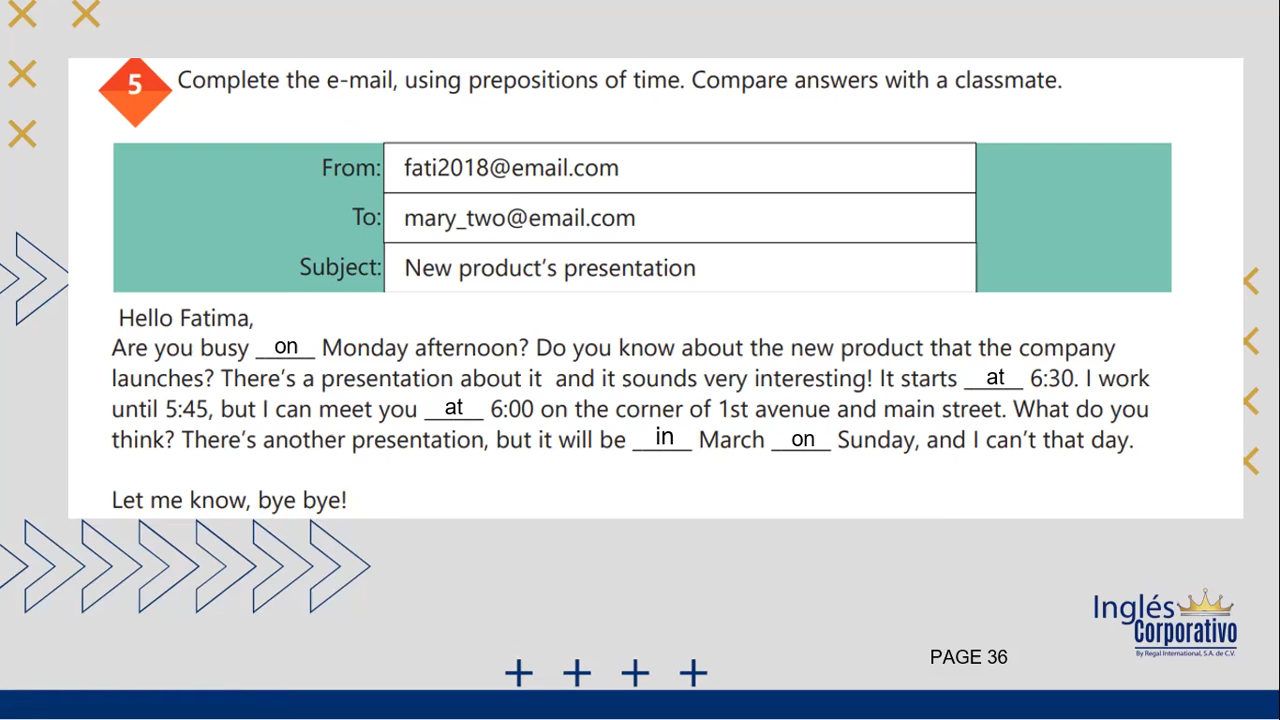 5 Complete the e-mail, using prepositions of time. Compare answers with a classmate.
From: fati2018@email.com
To: mary_two@email.com
Subject: New product's presentation
Hello Fatima,
Are you busy on Monday afternoon? Do you know about the new product that the company
launches? There's a presentation about it and it sounds very interesting! It starts at 6:30. I work
until 5:45, but I can meet you at 6:00 on the corner of 1st avenue and main street. What do you
think? There's another presentation, but it will be in March on Sunday, and I can't that day.
Let me know, bye bye!
Inglés
Corporativo
By Regal International, S.A. de C.V.
PAGE 36